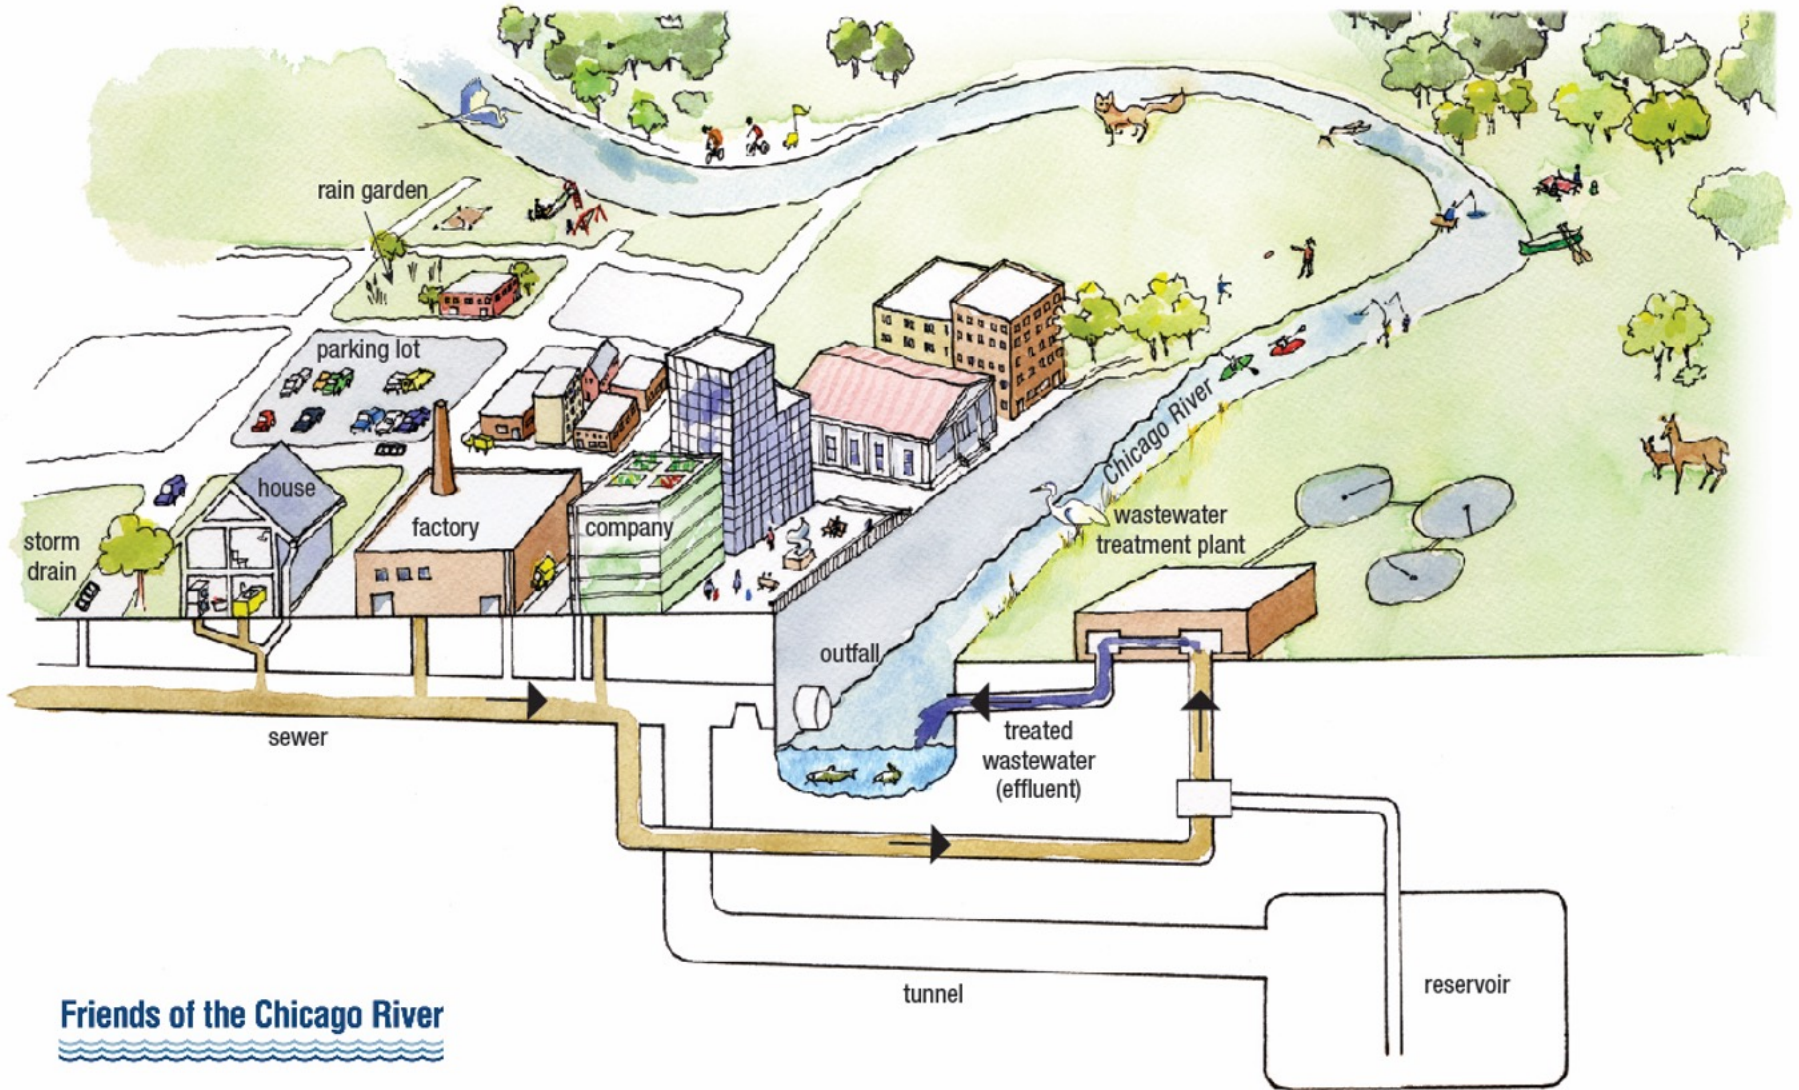 rain garden
parking lot
house
storm
drain
factory
company
Chicago River
wastewater
treatment plant
outfall
sewer
treated
wastewater
(effluent)
tunnel
reservoir
Friends of the Chicago River